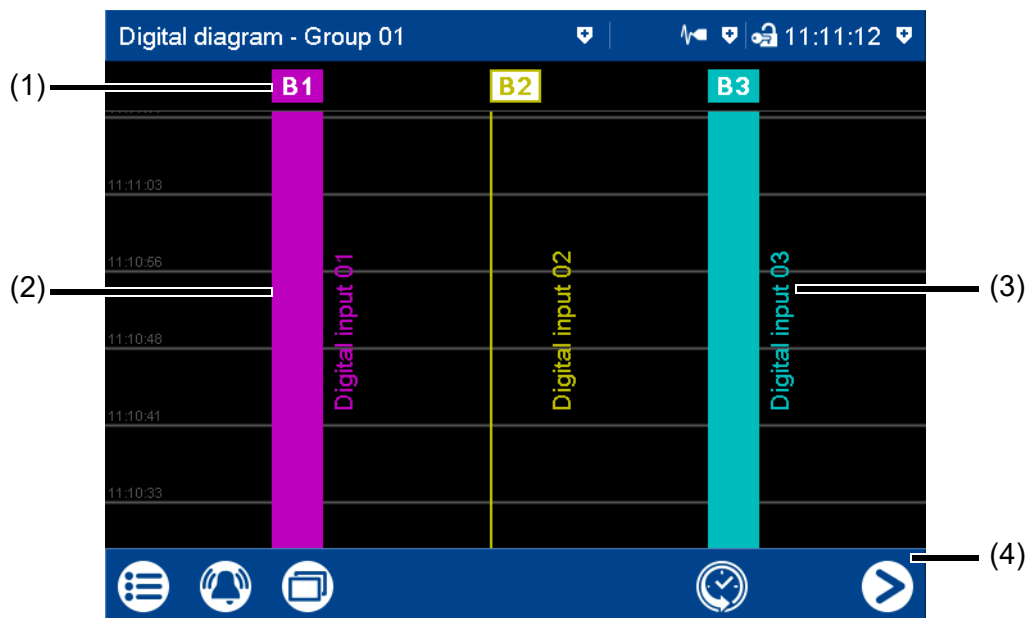 Digital diagram - Group 01
11:11:12
(1)
B1
B2
B3
11:11:03
11:10:56
(2)
Digital input 01
Digital input 02
Digital input 03
(3)
11:10:48
11:10:41
11:10:33
(4)